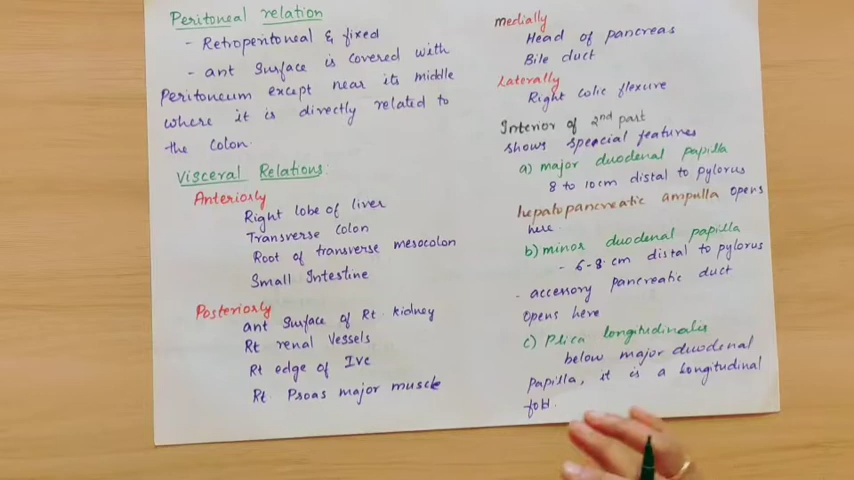 Peritoneal relation
- Retroperitoneal & fixed
- ant surface is covered with
Peritoneum except near its middle
where it is directly related to
the colon.
Visceral Relations
Anteriorly
Right lobe of liver
Transverse colon
Root of transverse mesocolon
Small Intestine
Posteriorly
ant surface of Rt kidney
Rt renal Vessels
Rt edge of IVC
Rt Psoas major muscle
medially
Head of pancreas
Bile duct
Laterally
Right colic flexure
Interior of 2nd part
shows special features
a) major duodenal papilla
8 to 10cm distal to pylorus
hepatopancreatic ampulla opens
here.
b) minor duodenal papilla
- 6-8 cm distal to pylorus
- accessory pancreatic duct
opens here
c) Plica longitudinalis
below major duodenal
Papilla, it is a longitudinal
fold.